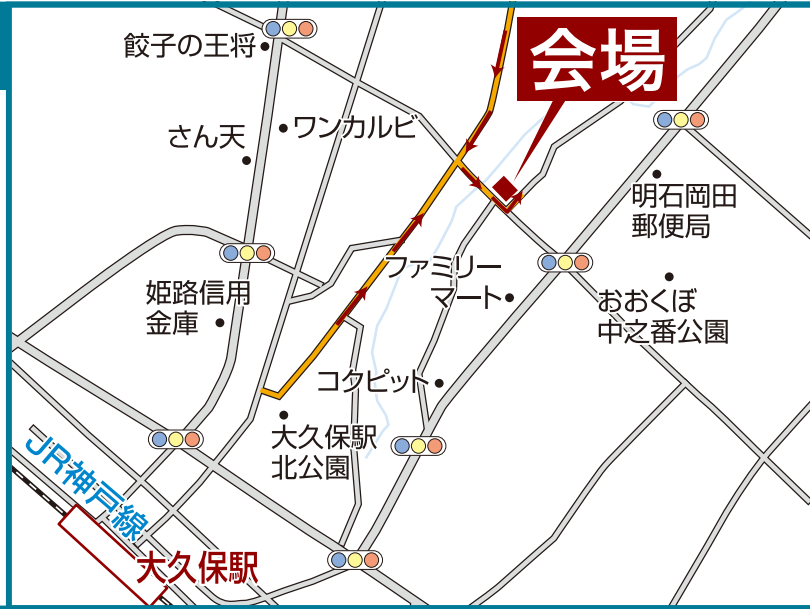 餃子の王将
会場
さん天
ワンカルビ
明石岡田
郵便局
姫路信用
金庫
ファミリー
マート
おおくぼ
中之番公園
コクピット
大久保駅
北公園
JR神戸線
大久保駅